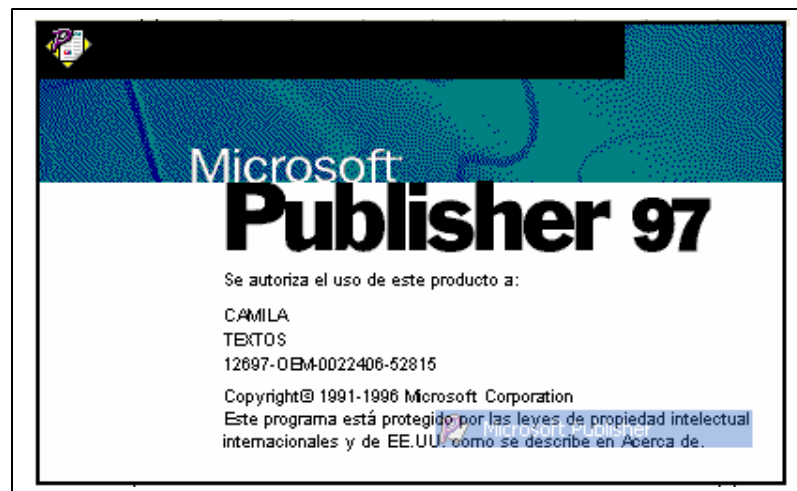 Microsoft
Publisher 97
Se autoriza el uso de este producto a:
CAMILA
TEXTOS
12697-OEM-0022406-52815
Copyright© 1991-1996 Microsoft Corporation
Este programa está protegido por las leyes de propiedad intelectual
internacionales y de EE.UU. como se describe en Acerca de.
Microsoft Publisher